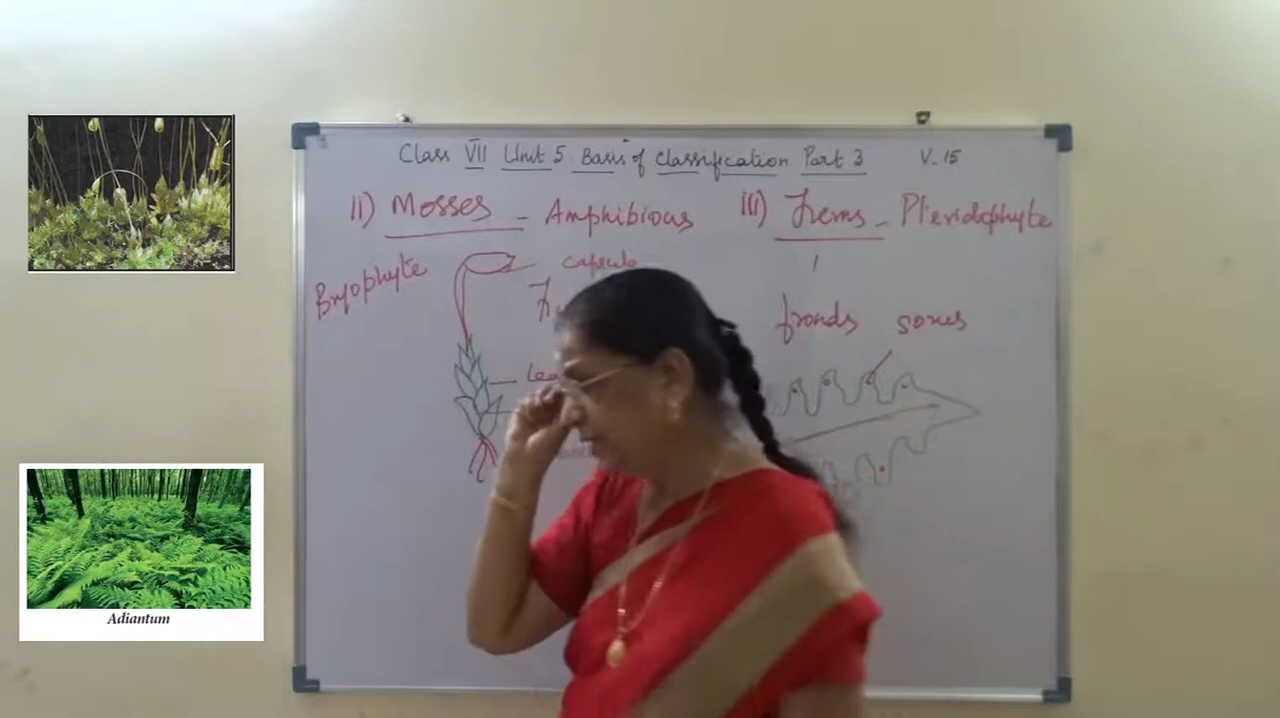 Class VII Unit 5 Basis of Classification Part 3 V-15
II) Mosses - Amphibious
III) Ferns - Pteridophyte
Bryophyte
capsule
fronds sorus
Adiantum